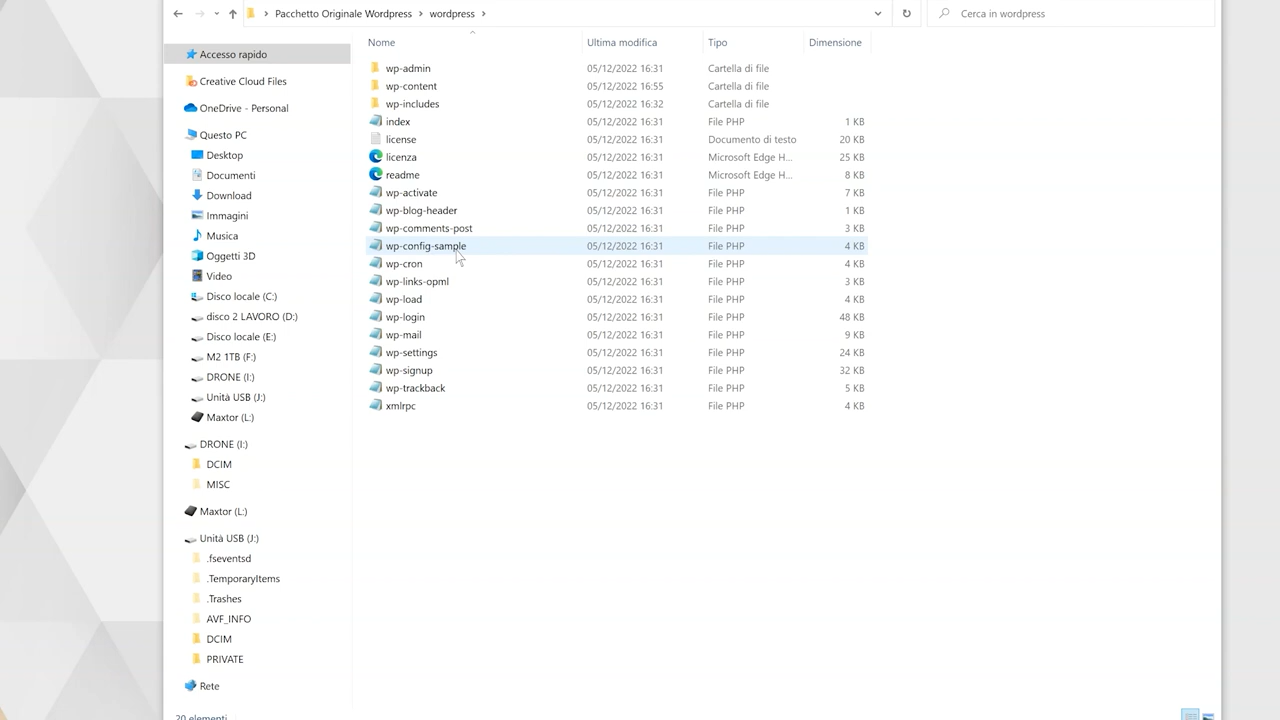 Pacchetto Originale Wordpress > wordpress >
Cerca in wordpress
Nome Ultima modifica Tipo Dimensione
Accesso rapido
Creative Cloud Files
OneDrive - Personal
Questo PC
Desktop
Documenti
Download
Immagini
Musica
Oggetti 3D
Video
Disco locale (C:)
disco 2 LAVORO (D:)
Disco locale (E:)
M2 1TB (F:)
DRONE (I:)
Unità USB (J:)
Maxtor (L:)
DRONE (I:)
DCIM
MISC
Maxtor (L:)
Unità USB (J:)
.fseventsd
.TemporaryItems
.Trashes
AVF_INFO
DCIM
PRIVATE
Rete
wp-admin 05/12/2022 16:31 Cartella di file
wp-content 05/12/2022 16:55 Cartella di file
wp-includes 05/12/2022 16:32 Cartella di file
index 05/12/2022 16:31 File PHP 1 KB
license 05/12/2022 16:31 Documento di testo 20 KB
licenza 05/12/2022 16:31 Microsoft Edge H... 25 KB
readme 05/12/2022 16:31 Microsoft Edge H... 8 KB
wp-activate 05/12/2022 16:31 File PHP 7 KB
wp-blog-header 05/12/2022 16:31 File PHP 1 KB
wp-comments-post 05/12/2022 16:31 File PHP 3 KB
wp-config-sample 05/12/2022 16:31 File PHP 4 KB
wp-cron 05/12/2022 16:31 File PHP 4 KB
wp-links-opml 05/12/2022 16:31 File PHP 3 KB
wp-load 05/12/2022 16:31 File PHP 4 KB
wp-login 05/12/2022 16:31 File PHP 48 KB
wp-mail 05/12/2022 16:31 File PHP 9 KB
wp-settings 05/12/2022 16:31 File PHP 24 KB
wp-signup 05/12/2022 16:31 File PHP 32 KB
wp-trackback 05/12/2022 16:31 File PHP 5 KB
xmlrpc 05/12/2022 16:31 File PHP 4 KB
20 elementi